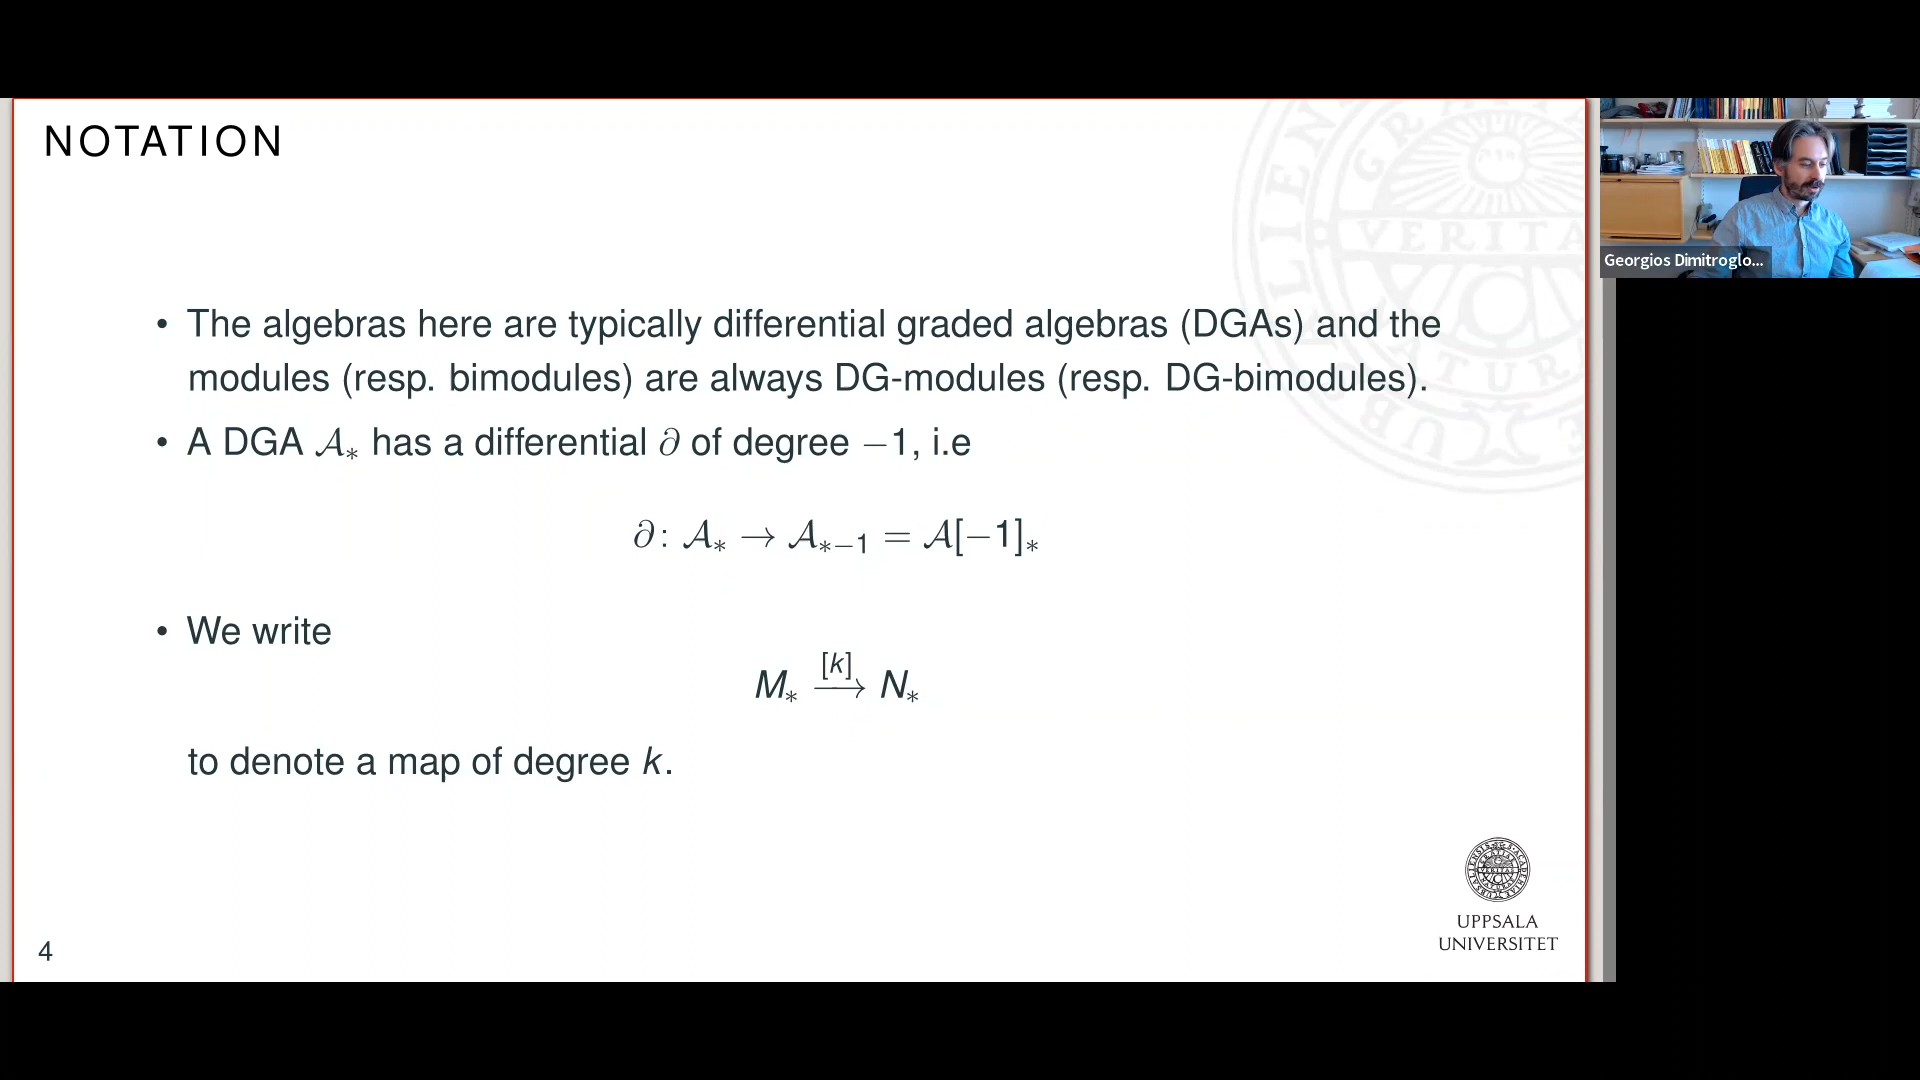 NOTATION
• The algebras here are typically differential graded algebras (DGAs) and the
modules (resp. bimodules) are always DG-modules (resp. DG-bimodules).
• A DGA 𝒜∗ has a differential ∂ of degree −1, i.e
∂: 𝒜∗ → 𝒜∗−1 = 𝒜[−1]∗
• We write
M∗ [k]⟶ N∗
to denote a map of degree k.
4
UPPSALA
UNIVERSITET
Georgios Dimitroglo...
VERITA